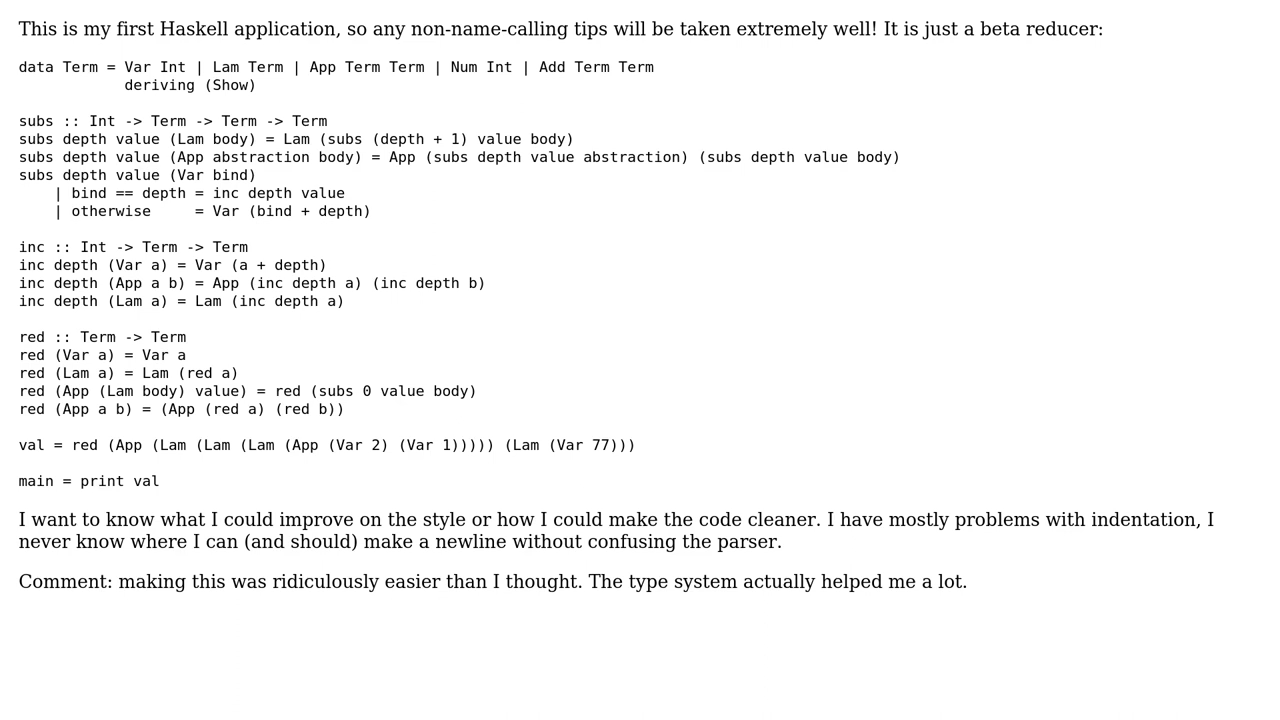 This is my first Haskell application, so any non-name-calling tips will be taken extremely well! It is just a beta reducer:
data Term = Var Int | Lam Term | App Term Term | Num Int | Add Term Term
            deriving (Show)
subs :: Int -> Term -> Term -> Term
subs depth value (Lam body) = Lam (subs (depth + 1) value body)
subs depth value (App abstraction body) = App (subs depth value abstraction) (subs depth value body)
subs depth value (Var bind)
    | bind == depth = inc depth value
    | otherwise     = Var (bind + depth)
inc :: Int -> Term -> Term
inc depth (Var a) = Var (a + depth)
inc depth (App a b) = App (inc depth a) (inc depth b)
inc depth (Lam a) = Lam (inc depth a)
red :: Term -> Term
red (Var a) = Var a
red (Lam a) = Lam (red a)
red (App (Lam body) value) = red (subs 0 value body)
red (App a b) = (App (red a) (red b))
val = red (App (Lam (Lam (Lam (App (Var 2) (Var 1))))) (Lam (Var 77)))
main = print val
I want to know what I could improve on the style or how I could make the code cleaner. I have mostly problems with indentation, I
never know where I can (and should) make a newline without confusing the parser.
Comment: making this was ridiculously easier than I thought. The type system actually helped me a lot.